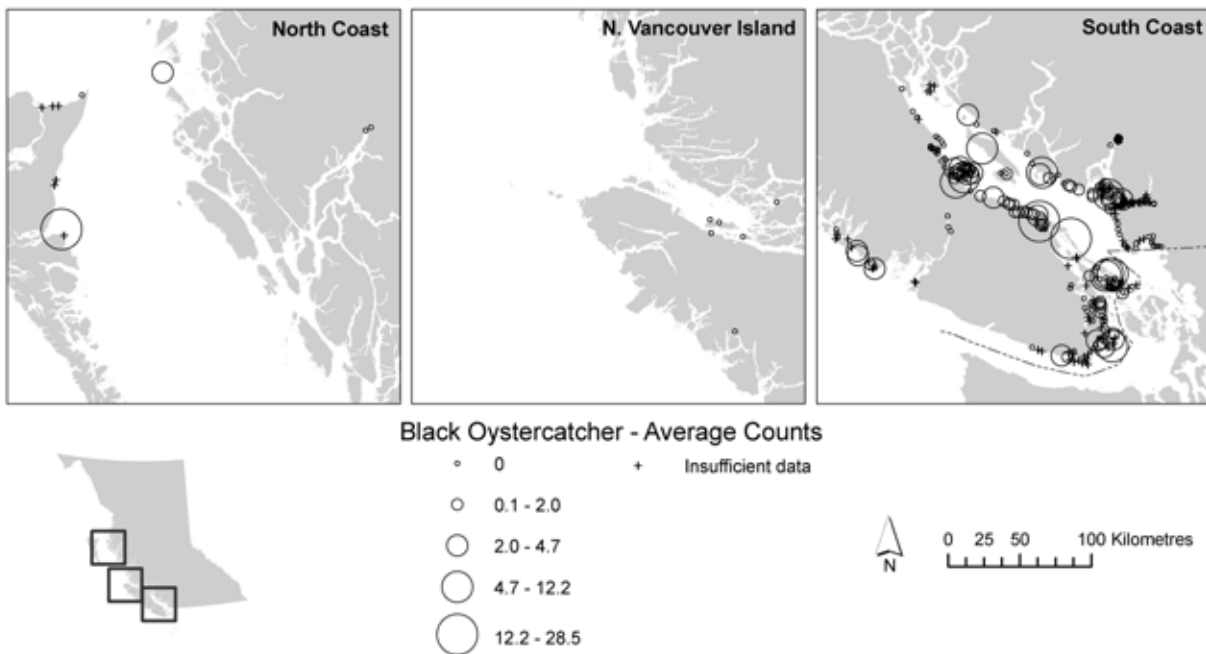 North Coast
N. Vancouver Island
South Coast
Black Oystercatcher - Average Counts
0
Insufficient data
0.1 - 2.0
2.0 - 4.7
4.7 - 12.2
12.2 - 28.5
N
0 25 50 100 Kilometres